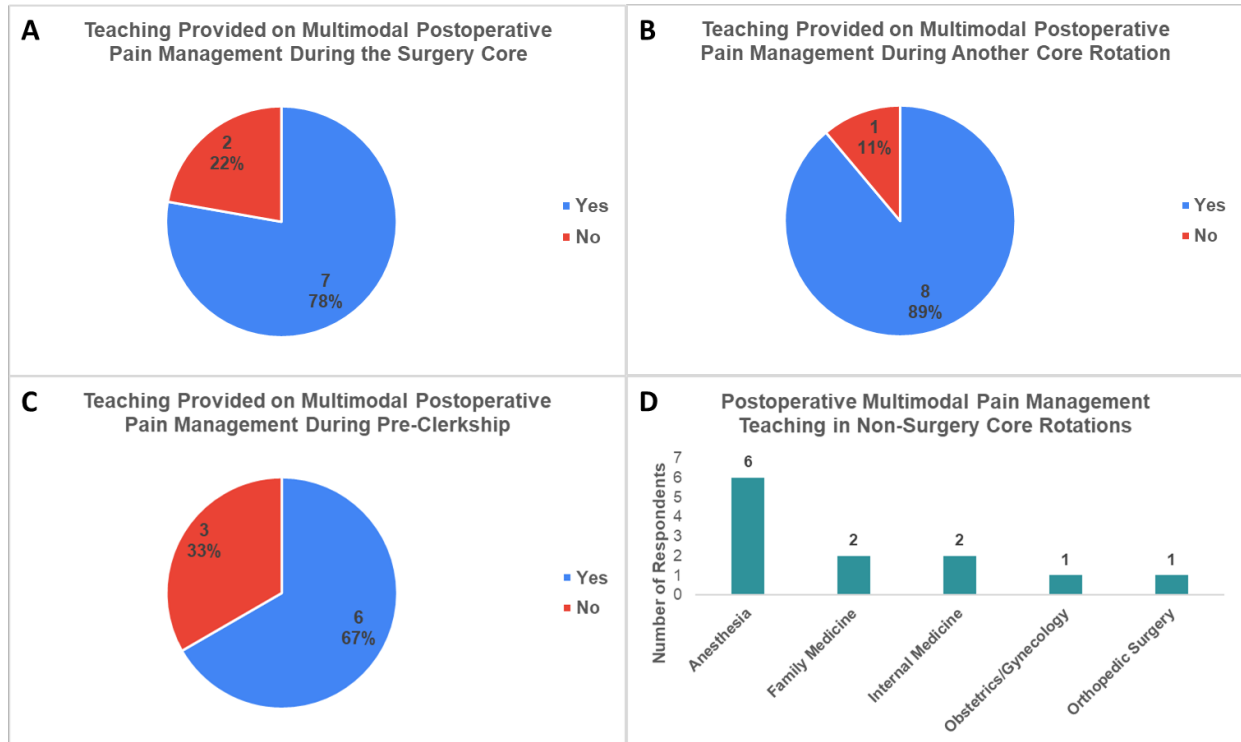 A
Teaching Provided on Multimodal Postoperative
Pain Management During the Surgery Core
2
22%
7
78%
Yes
No
B
Teaching Provided on Multimodal Postoperative
Pain Management During Another Core Rotation
1
11%
8
89%
Yes
No
C
Teaching Provided on Multimodal Postoperative
Pain Management During Pre-Clerkship
3
33%
6
67%
Yes
No
D
Postoperative Multimodal Pain Management
Teaching in Non-Surgery Core Rotations
Number of Respondents
7
6
5
4
3
2
1
0
6
2
2
1
1
Anesthesia
Family Medicine
Internal Medicine
Obstetrics/Gynecology
Orthopedic Surgery